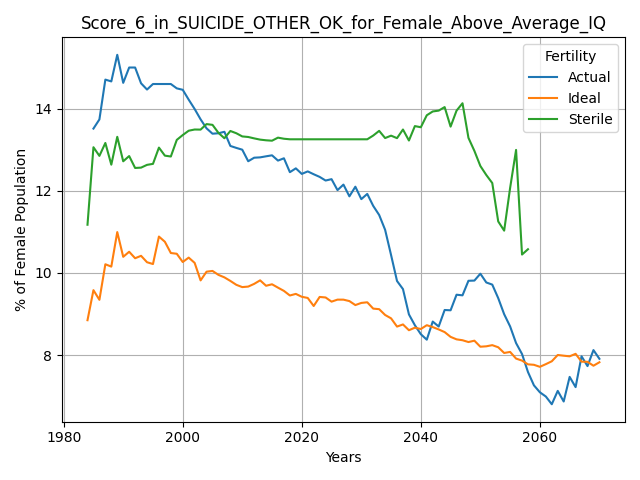 Score_6_in_SUICIDE_OTHER_OK_for_Female_Above_Average_IQ
Fertility
Actual
Ideal
Sterile
% of Female Population
14
12
10
8
1980
2000
2020
2040
2060
Years